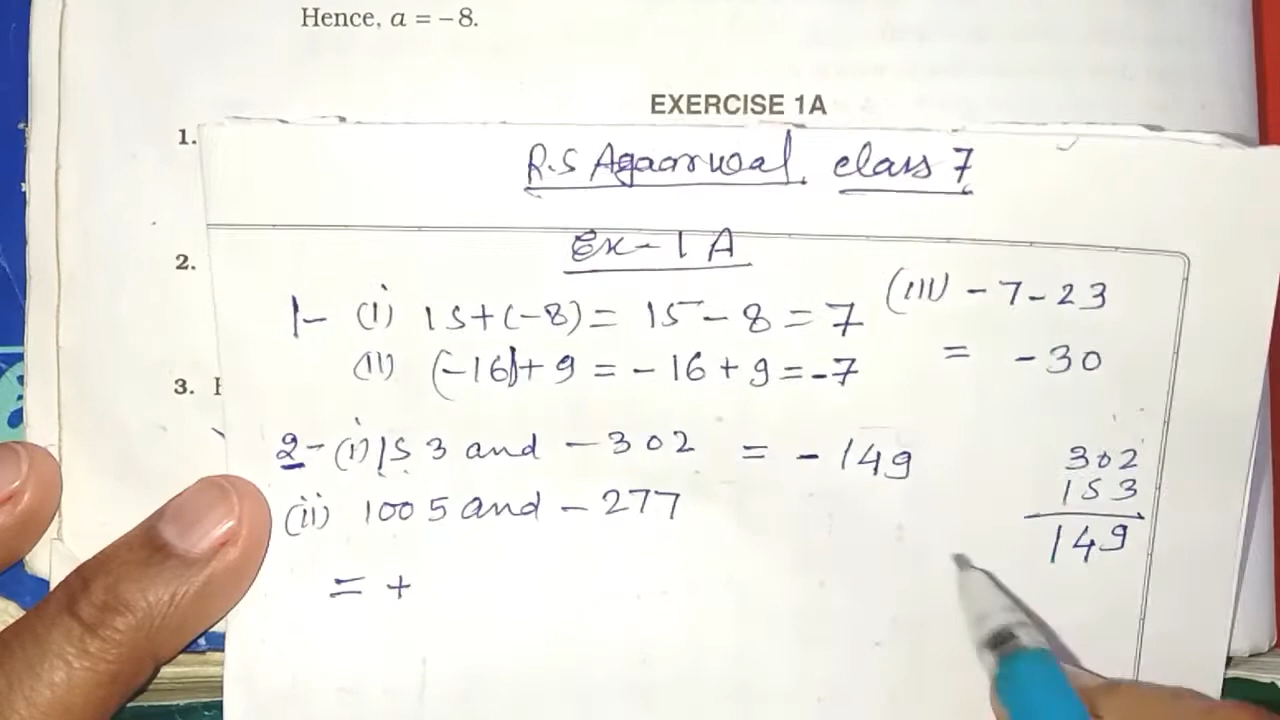 Hence, a = −8.
EXERCISE 1A
1.
R.S Agaarwal class 7
2.
Ex-1A
1- (i) 15+(-8) = 15-8 = 7
(ii) (-16)+9 = -16+9=-7
(III) -7-23
= -30
3.
2-(i) 153 and -302 = -149
(ii) 1005 and -277
= +
302
153
149